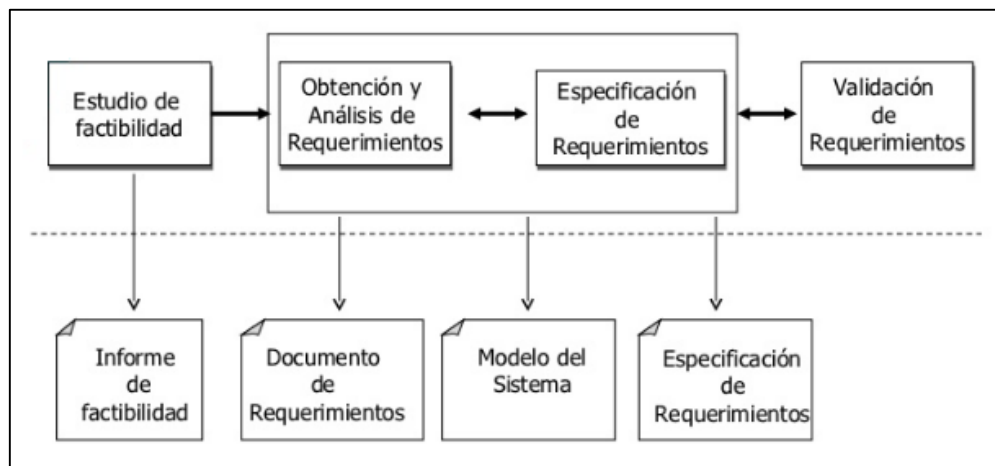 Estudio de
factibilidad
Obtención y
Análisis de
Requerimientos
Especificación
de
Requerimientos
Validación
de
Requerimientos
Informe
de
factibilidad
Documento
de
Requerimientos
Modelo del
Sistema
Especificación
de
Requerimientos